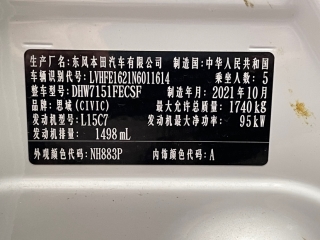 生产厂名: 东风本田汽车有限公司 制造国: 中华人民共和国
车辆识别代号: LVHFE1621N6011614 乘坐人数: 5
整车型号: DHW7151FECSF 制造年月: 2021年10月
品牌: 思域 (CIVIC) 最大允许总质量: 1740kg
发动机型号: L15C7 发动机最大净功率: 95kW
发动机排量: 1498mL
外观颜色代码: NH883P 内饰颜色代码: A